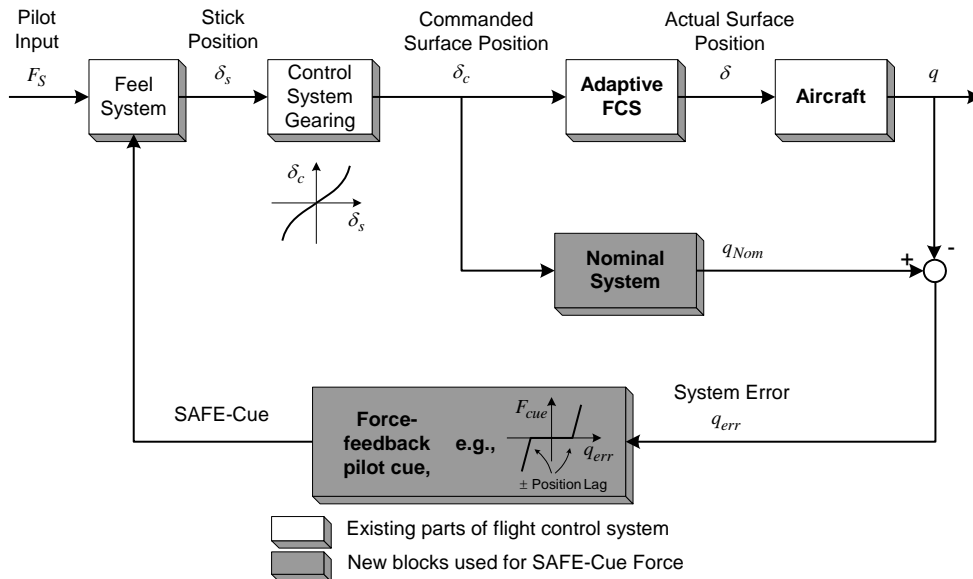 Pilot
Input
F_S
Stick
Position
δ_s
Commanded
Surface Position
δ_c
Actual Surface
Position
δ
q
Feel
System
Control
System
Gearing
Adaptive
FCS
Aircraft
δ_c
δ_s
Nominal
System
q_Nom
+
-
SAFE-Cue
Force-
feedback
pilot cue,
e.g.,
F_cue
q_err
± Position Lag
System Error
q_err
Existing parts of flight control system
New blocks used for SAFE-Cue Force